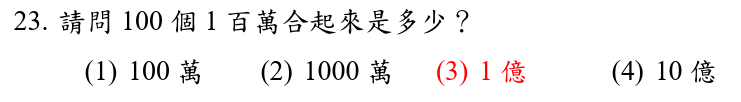 23. 請問 100 個 1 百萬合起來是多少？
(1) 100 萬 (2) 1000 萬 (3) 1 億 (4) 10 億